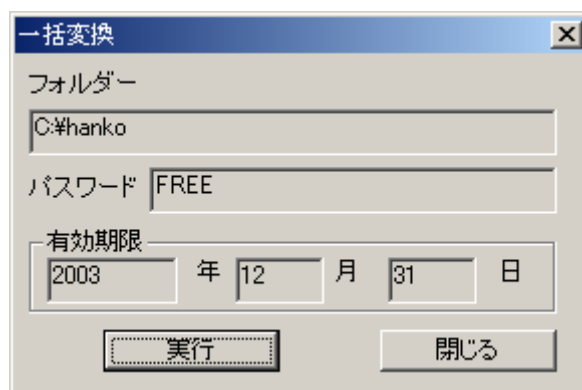 一括変換
フォルダー
C:¥hanko
パスワード FREE
有効期限
2003 年 12 月 31 日
実行 閉じる